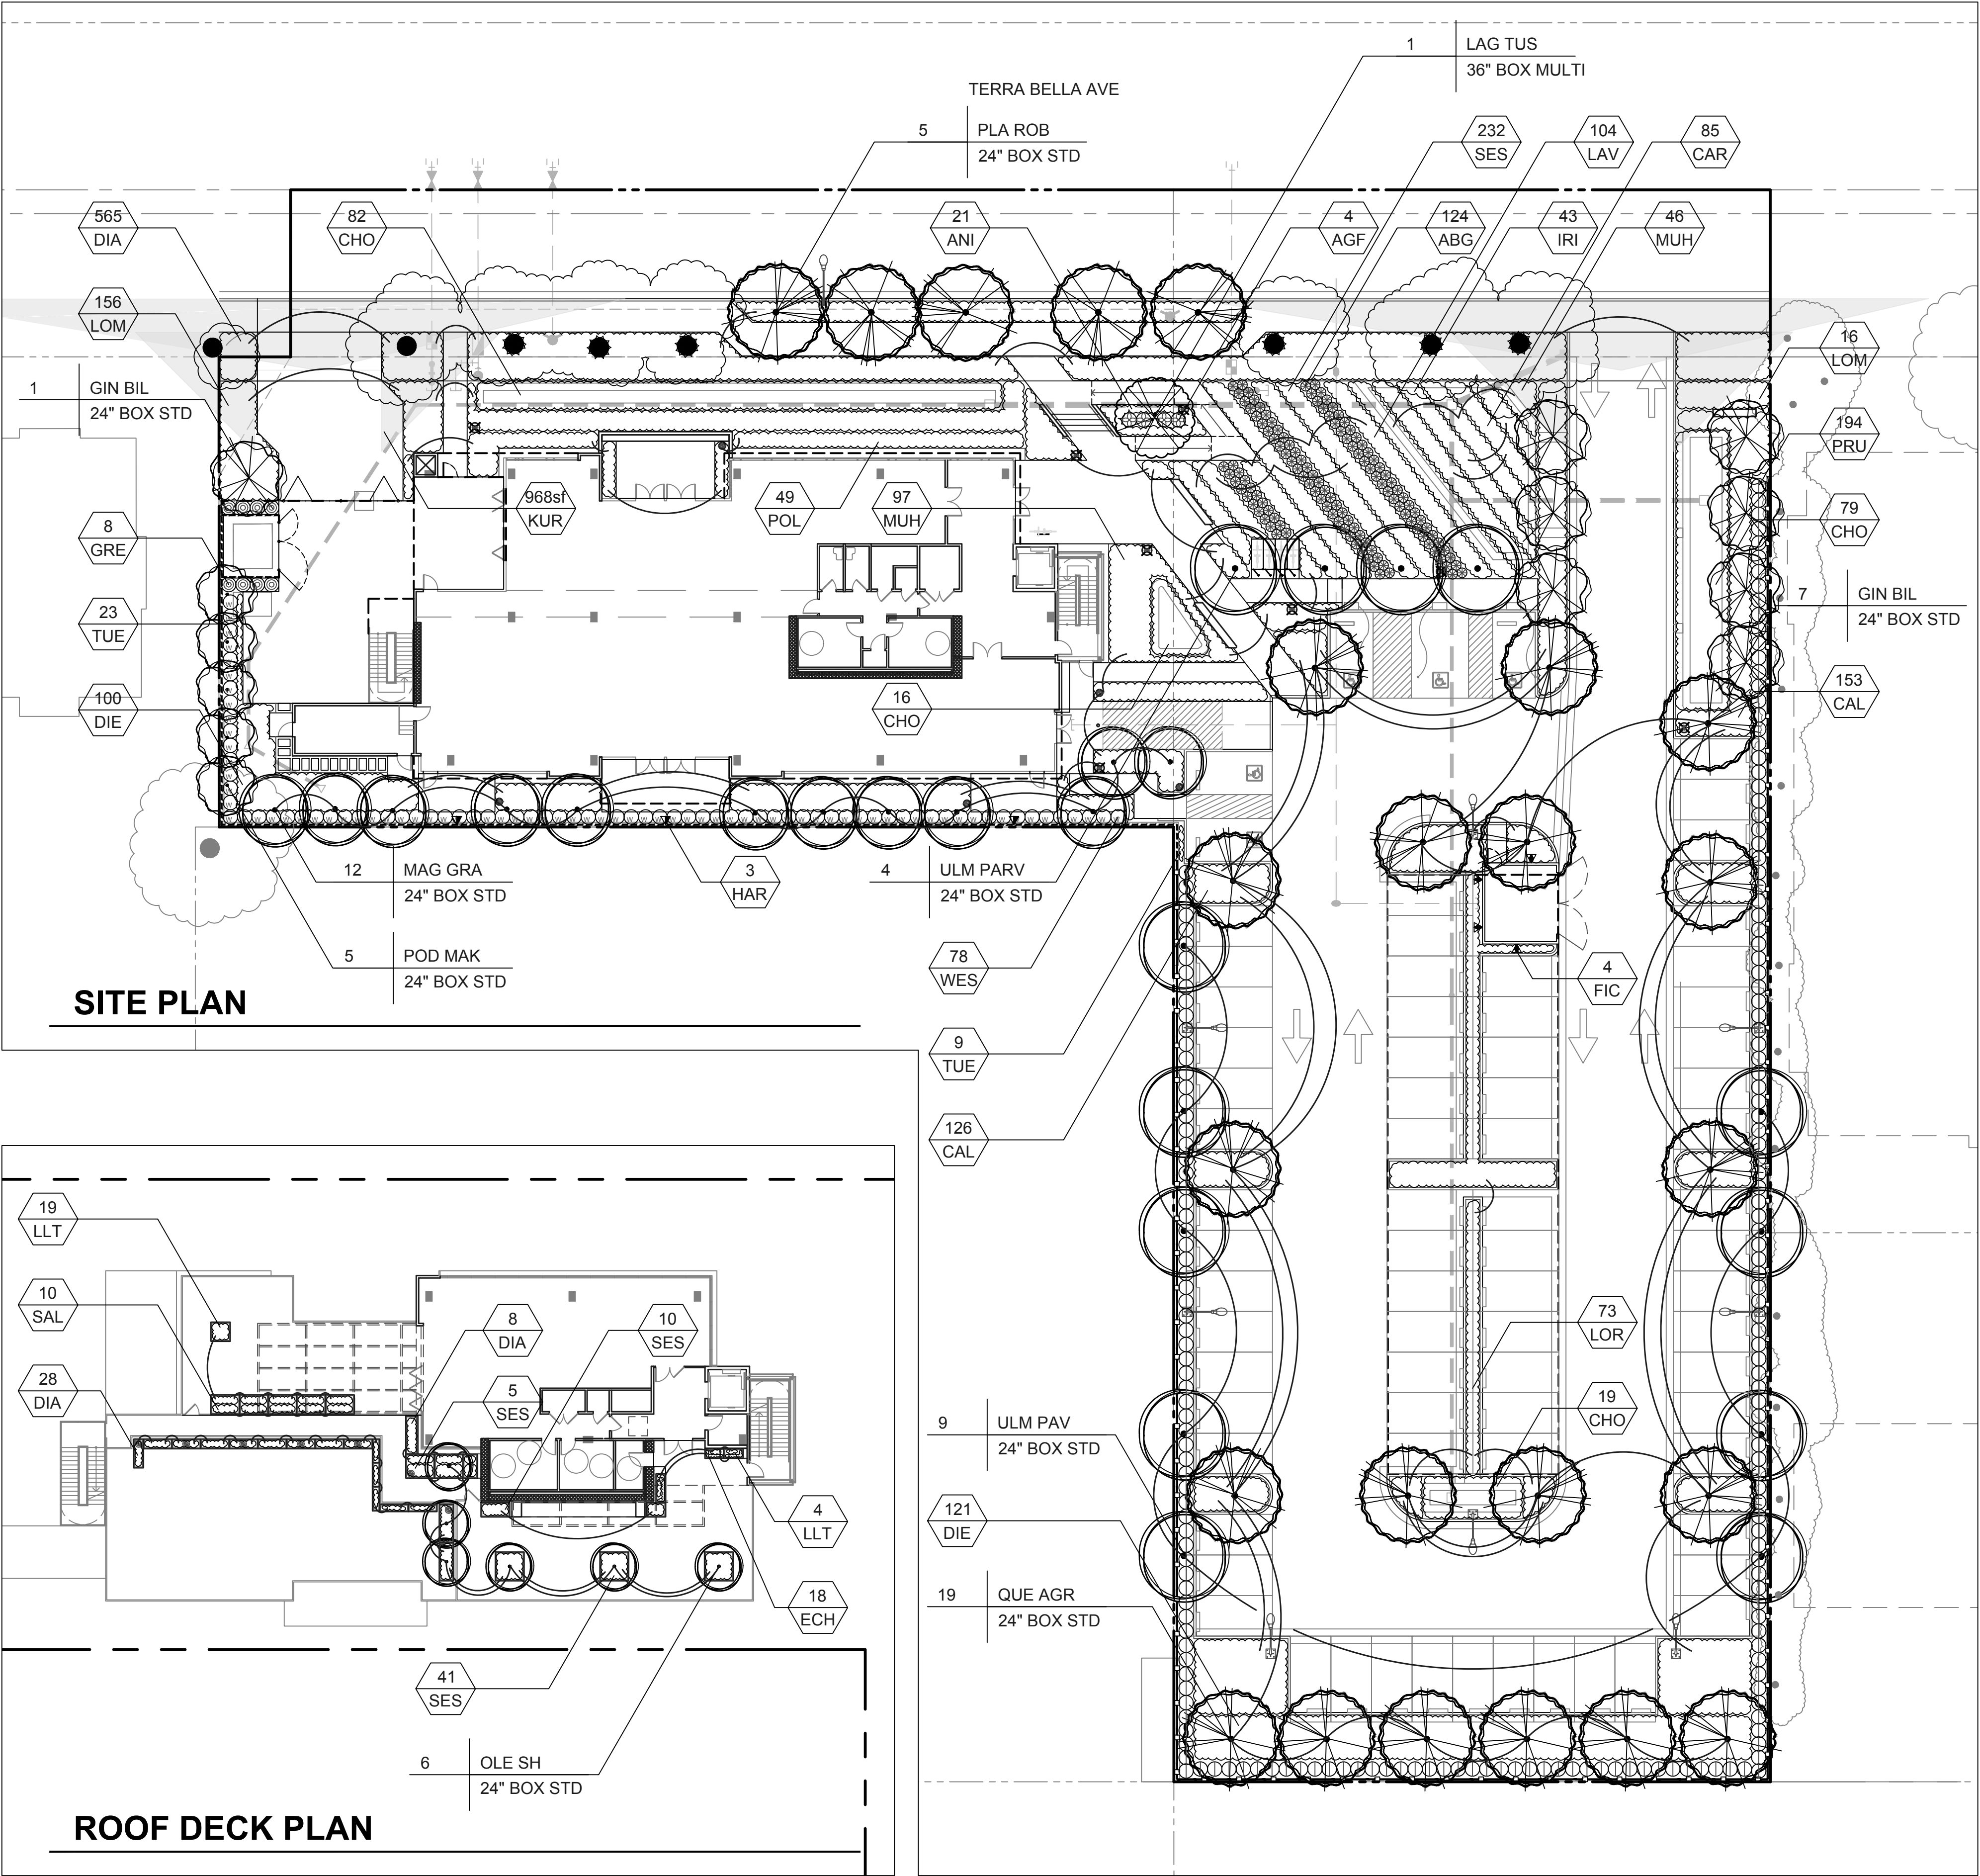 1 LAG TUS
36" BOX MULTI
TERRA BELLA AVE
5 PLA ROB
24" BOX STD
232
SES
104
LAV
85
CAR
565
DIA
82
CHO
21
ANI
4
AGF
124
ABG
43
IRI
46
MUH
156
LOM
16
LOM
1 GIN BIL
24" BOX STD
194
PRU
968sf
KUR
49
POL
97
MUH
79
CHO
8
GRE
7 GIN BIL
24" BOX STD
23
TUE
100
DIE
16
CHO
153
CAL
12 MAG GRA
24" BOX STD
3
HAR
4 ULM PARV
24" BOX STD
5 POD MAK
24" BOX STD
78
WES
4
FIC
SITE PLAN
9
TUE
126
CAL
19
LLT
10
SAL
28
DIA
8
DIA
10
SES
5
SES
73
LOR
19
CHO
9 ULM PAV
24" BOX STD
4
LLT
121
DIE
18
ECH
19 QUE AGR
24" BOX STD
41
SES
6 OLE SH
24" BOX STD
ROOF DECK PLAN